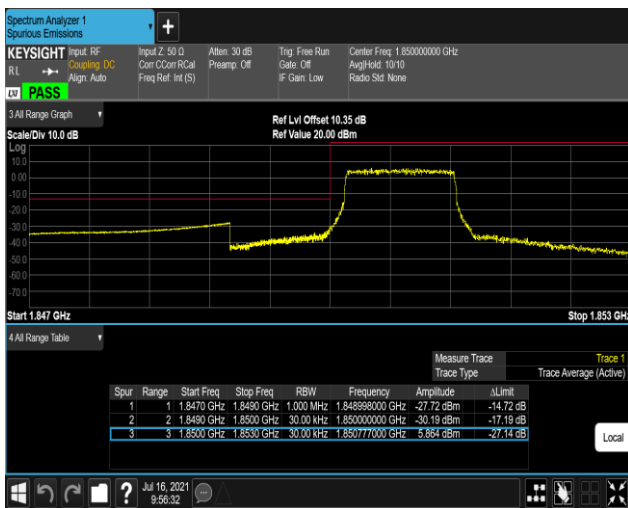 Spectrum Analyzer 1
Spurious Emissions
KEYSIGHT Input: RF Input Z: 50 Ω Atten: 30 dB Trig: Free Run Center Freq: 1.850000000 GHz
Coupling: DC Corr CCorr RCal Preamp: Off Gate: Off Avg|Hold: 10/10
RL Align: Auto Freq Ref: Int (S) IF Gain: Low Radio Std: None
LXI PASS
3 All Range Graph
Ref Lvl Offset 10.35 dB
Scale/Div 10.0 dB Ref Value 20.00 dBm
Log
10.0
0.00
-10.0
-20.0
-30.0
-40.0
-50.0
-60.0
-70.0
Start 1.847 GHz Stop 1.853 GHz
4 All Range Table
Measure Trace Trace 1
Trace Type Trace Average (Active)
Spur Range Start Freq Stop Freq RBW Frequency Amplitude ΔLimit
1 1 1.8470 GHz 1.8490 GHz 1.000 MHz 1.848998000 GHz -27.72 dBm -14.72 dB
2 2 1.8490 GHz 1.8500 GHz 30.00 kHz 1.850000000 GHz -30.19 dBm -17.19 dB
3 3 1.8500 GHz 1.8530 GHz 30.00 kHz 1.850777000 GHz 5.864 dBm -27.14 dB
Local
? Jul 16, 2021
9:56:32